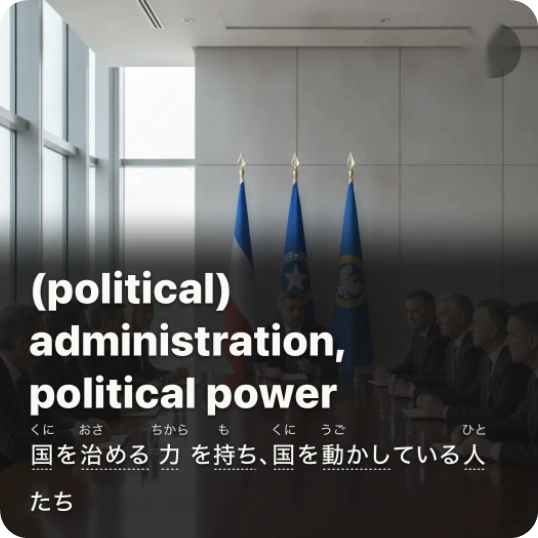 (political)
administration,
political power
くに おさ ちから も くに うご ひと
国を治める 力 を持ち、国を動かしている人
たち